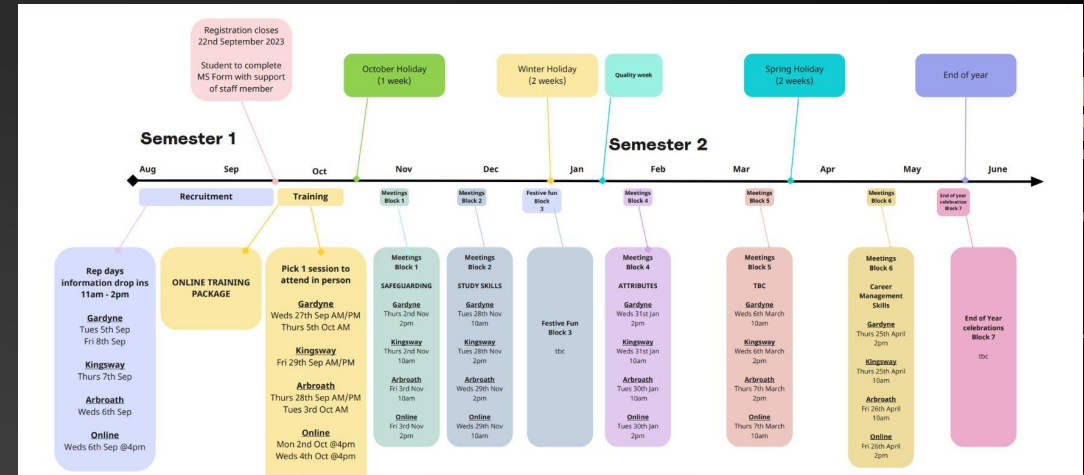 Registration closes
22nd September 2023
Student to complete
MS Form with support
of staff member
October Holiday
(1 week)
Winter Holiday
(2 weeks)
Quality week
Spring Holiday
(2 weeks)
End of year
Semester 1
Semester 2
Aug Sep Oct Nov Dec Jan Feb Mar Apr May June
Recruitment
Training
Meetings
Block 1
Meetings
Block 2
Festive fun
Block
3
Meetings
Block 4
Meetings
Block 5
Meetings
Block 6
End of year
celebration
Block 7
Rep days
information drop ins
11am - 2pm
Gardyne
Tues 5th Sep
Fri 8th Sep
Kingsway
Thurs 7th Sep
Arbroath
Weds 6th Sep
Online
Weds 6th Sep @4pm
ONLINE TRAINING
PACKAGE
Pick 1 session to
attend in person
Gardyne
Weds 27th Sep AM/PM
Thurs 5th Oct AM
Kingsway
Fri 29th Sep AM/PM
Arbroath
Thurs 28th Sep AM/PM
Tues 3rd Oct AM
Online
Mon 2nd Oct @4pm
Weds 4th Oct @4pm
Meetings
Block 1
SAFEGUARDING
Gardyne
Thurs 2nd Nov
2pm
Kingsway
Thurs 2nd Nov
10am
Arbroath
Fri 3rd Nov
10am
Online
Fri 3rd Nov
2pm
Meetings
Block 2
STUDY SKILLS
Gardyne
Tues 28th Nov
10am
Kingsway
Tues 28th Nov
2pm
Arbroath
Weds 29th Nov
2pm
Online
Weds 29th Nov
10am
Festive Fun
Block 3
tbc
Meetings
Block 4
ATTRIBUTES
Gardyne
Weds 31st Jan
2pm
Kingsway
Weds 31st Jan
10am
Arbroath
Tues 30th Jan
10am
Online
Tues 30th Jan
2pm
Meetings
Block 5
TBC
Gardyne
Weds 6th March
10am
Kingsway
Weds 6th March
2pm
Arbroath
Thurs 7th March
2pm
Online
Thurs 7th March
10am
Meetings
Block 6
Career
Management
Skills
Gardyne
Thurs 25th April
2pm
Kingsway
Thurs 25th April
10am
Arbroath
Fri 26th April
10am
Online
Fri 26th April
2pm
End of Year
celebrations
Block 7
tbc